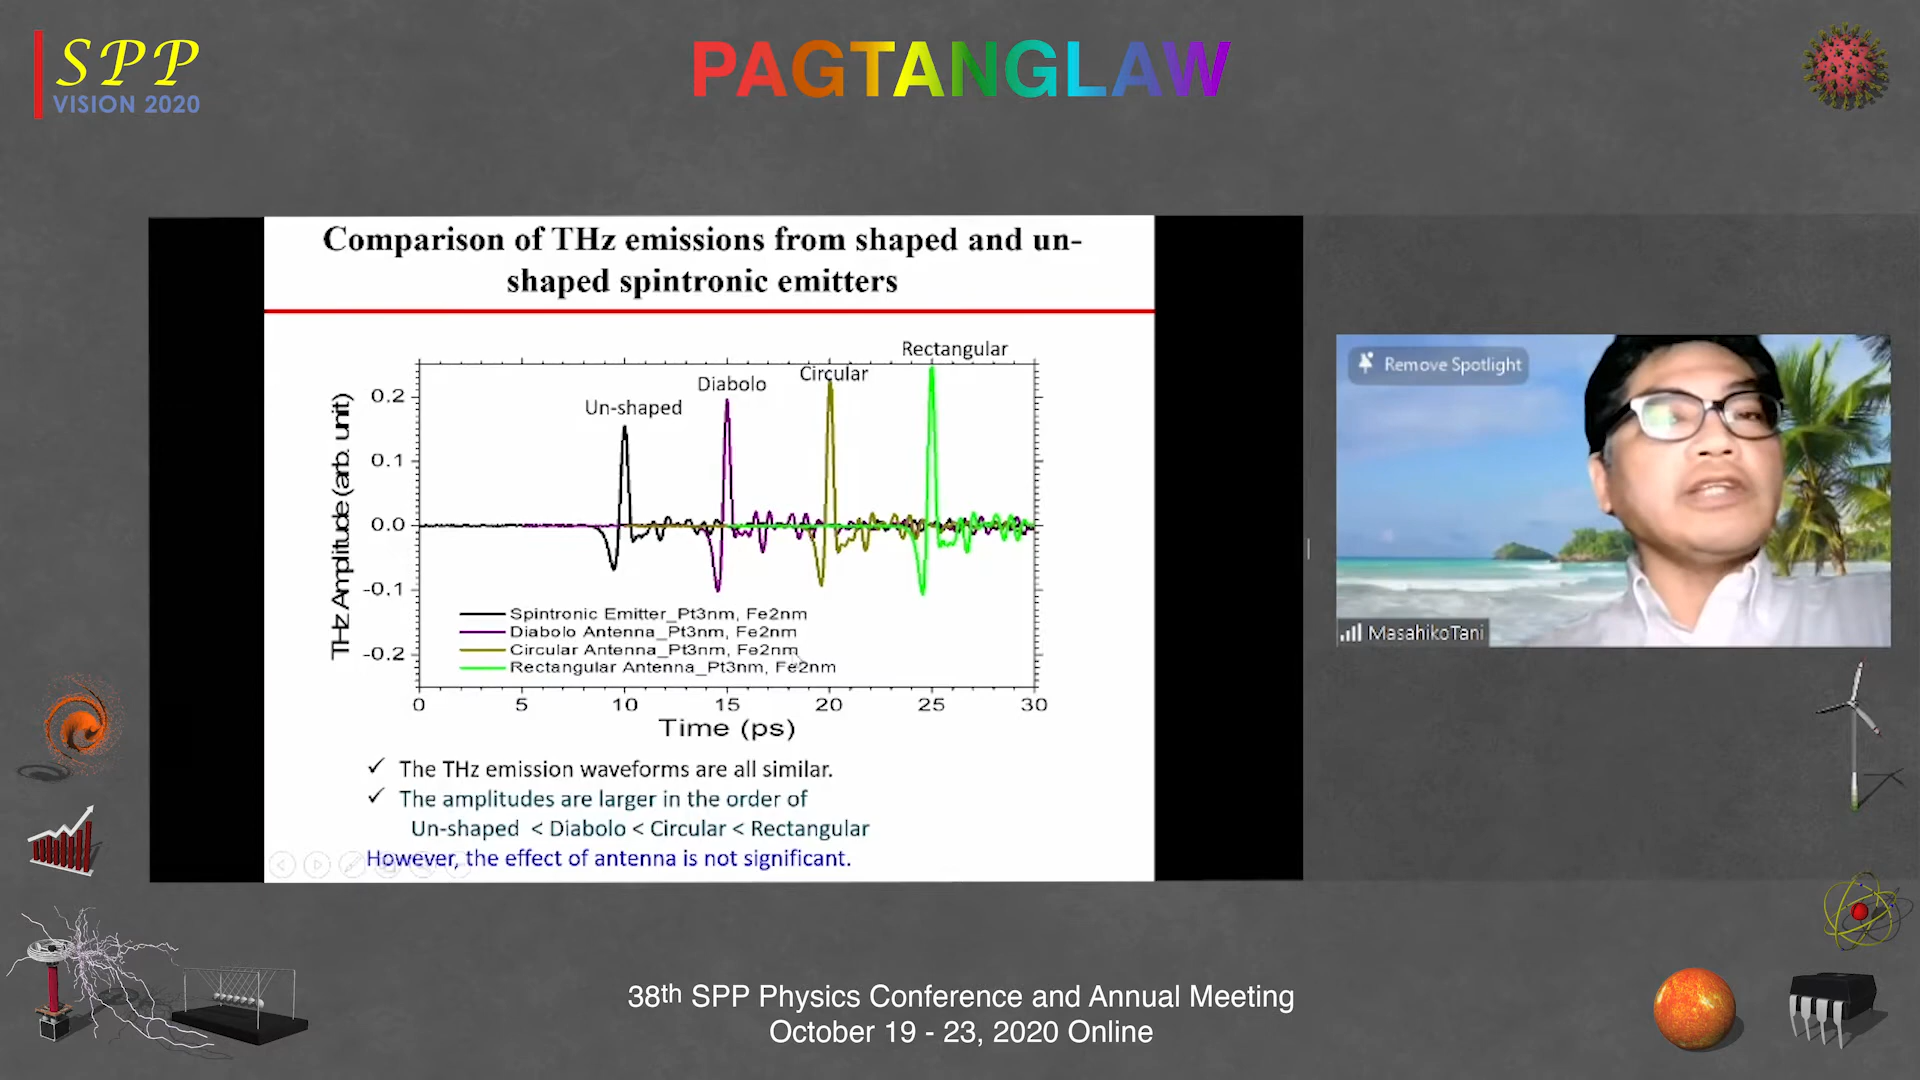 SPP
VISION 2020
PAGTANGLAW
Comparison of THz emissions from shaped and un-
shaped spintronic emitters
Rectangular
Circular
Diabolo
Un-shaped
THz Amplitude (arb. unit)
0.2
0.1
0.0
-0.1
-0.2
Spintronic Emitter_Pt3nm, Fe2nm
Diabolo Antenna_Pt3nm, Fe2nm
Circular Antenna_Pt3nm, Fe2nm
Rectangular Antenna_Pt3nm, Fe2nm
0 5 10 15 20 25 30
Time (ps)
✓ The THz emission waveforms are all similar.
✓ The amplitudes are larger in the order of
Un-shaped < Diabolo < Circular < Rectangular
However, the effect of antenna is not significant.
Remove Spotlight
MasahikoTani
38th SPP Physics Conference and Annual Meeting
October 19 - 23, 2020 Online